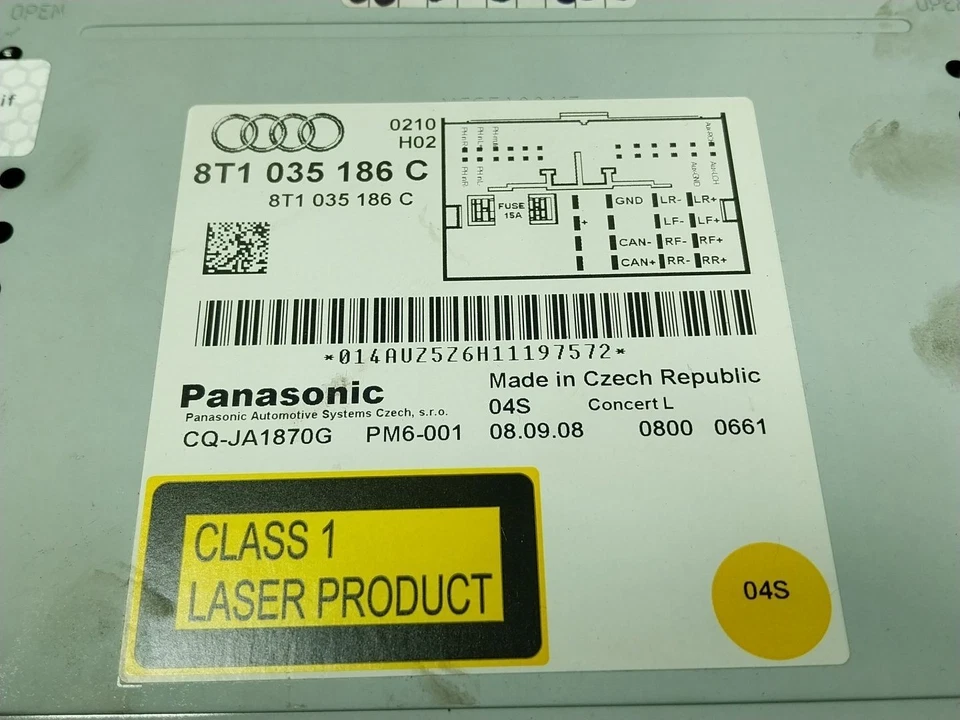 if
0210
H02
8T1 035 186 C
8T1 035 186 C
FUSE
15A
GND LR- LR+
+ LF- LF+
CAN- RF- RF+
CAN+ RR- RR+
*014AUZ5Z6H11197572*
Panasonic
Made in Czech Republic
Panasonic Automotive Systems Czech, s.r.o.
04S Concert L
CQ-JA1870G PM6-001 08.09.08 0800 0661
CLASS 1
LASER PRODUCT
04S